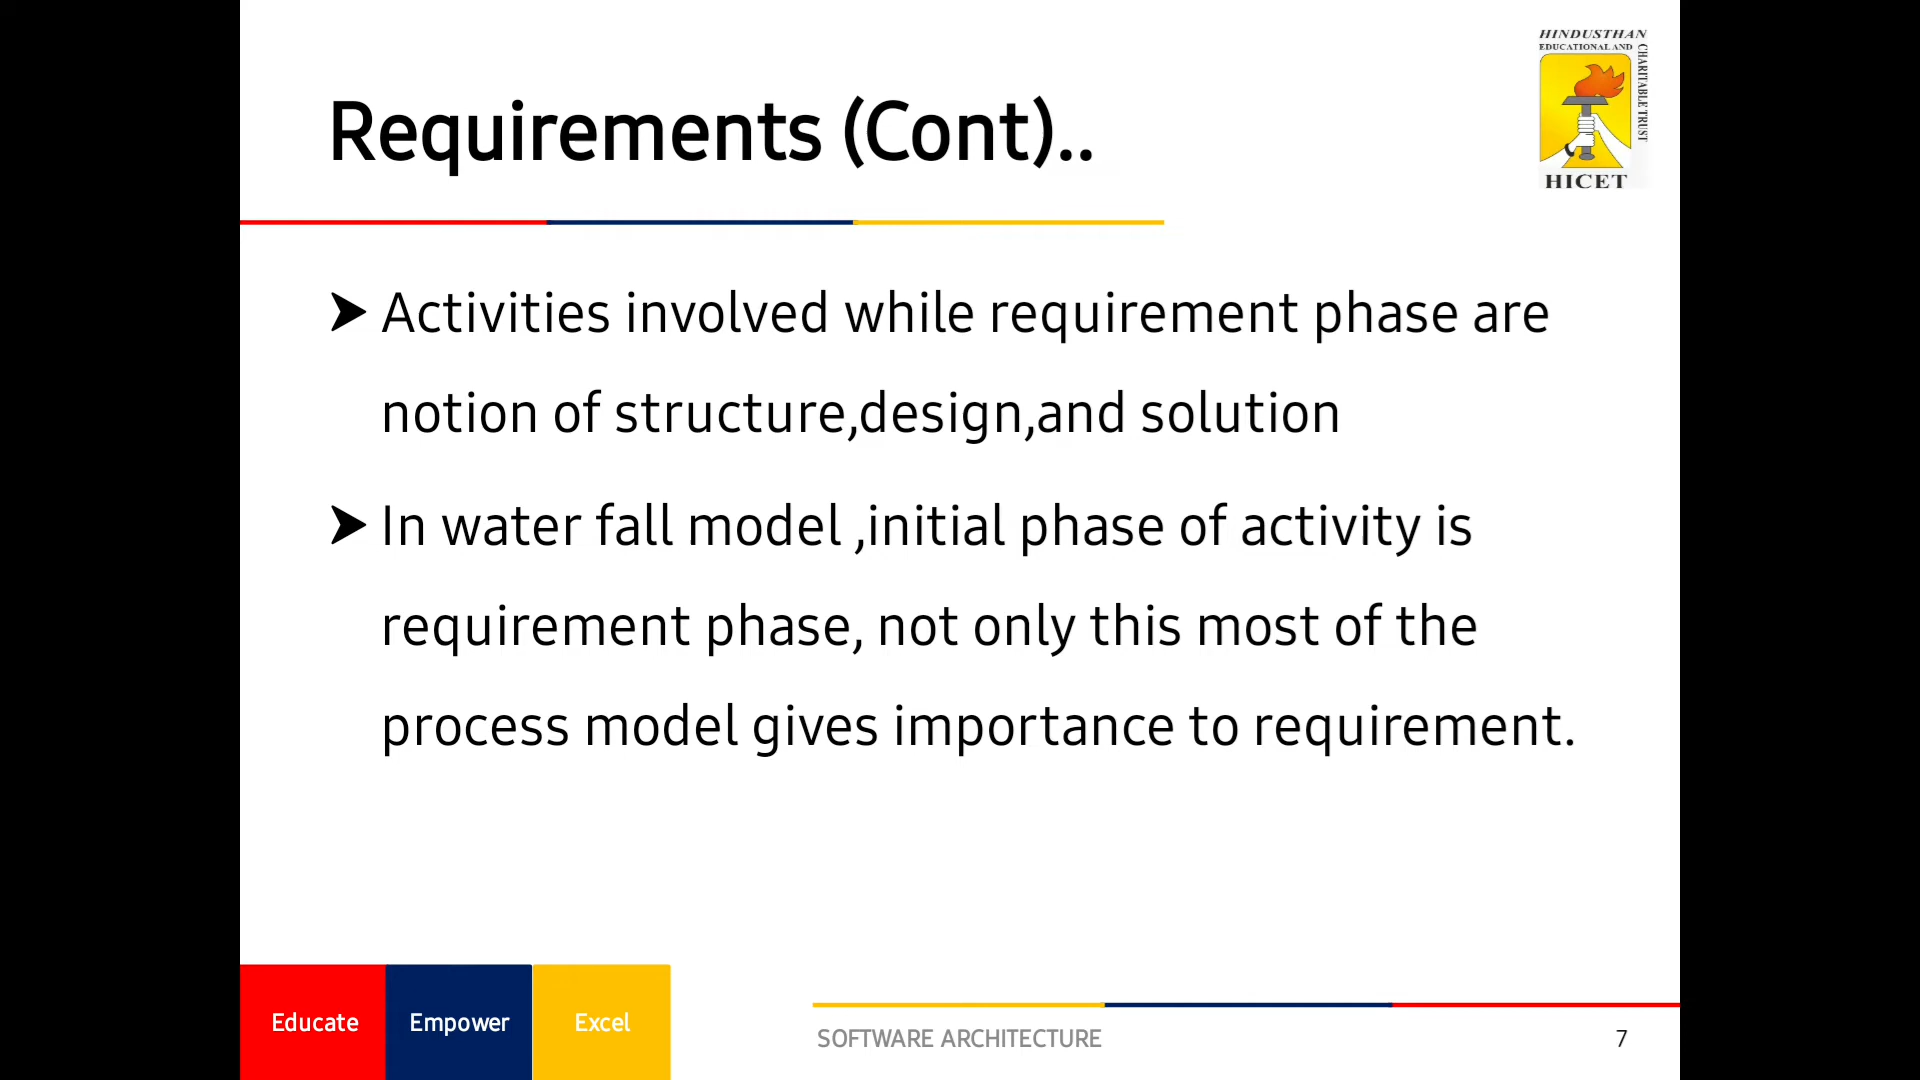 HINDUSTHAN
EDUCATIONAL AND
CHARITABLE TRUST
HICET
Requirements (Cont)..
➤ Activities involved while requirement phase are
notion of structure,design,and solution
➤ In water fall model ,initial phase of activity is
requirement phase, not only this most of the
process model gives importance to requirement.
Educate
Empower
Excel
SOFTWARE ARCHITECTURE
7